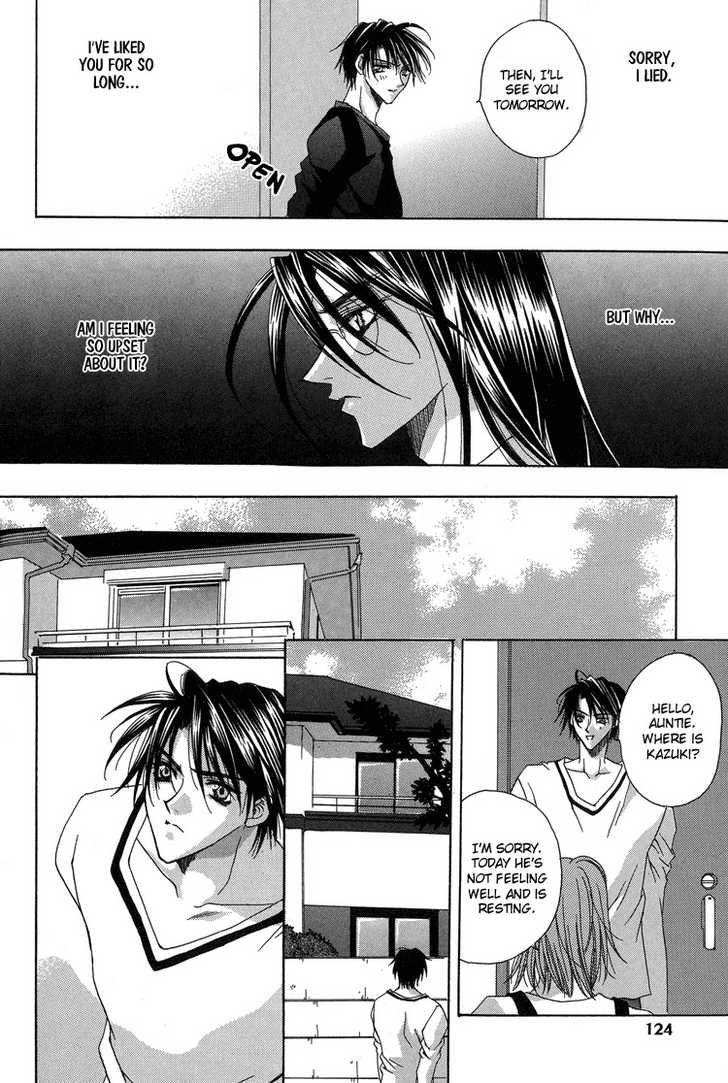 SORRY,
I LIED.
THEN, I'LL
SEE YOU
TOMORROW.
I'VE LIKED
YOU FOR SO
LONG...
OPEN
BUT WHY...
AM I FEELING
SO UPSET
ABOUT IT?
HELLO,
AUNTIE.
WHERE IS
KAZUKI?
I'M SORRY.
TODAY HE'S
NOT FEELING
WELL AND IS
RESTING.
124